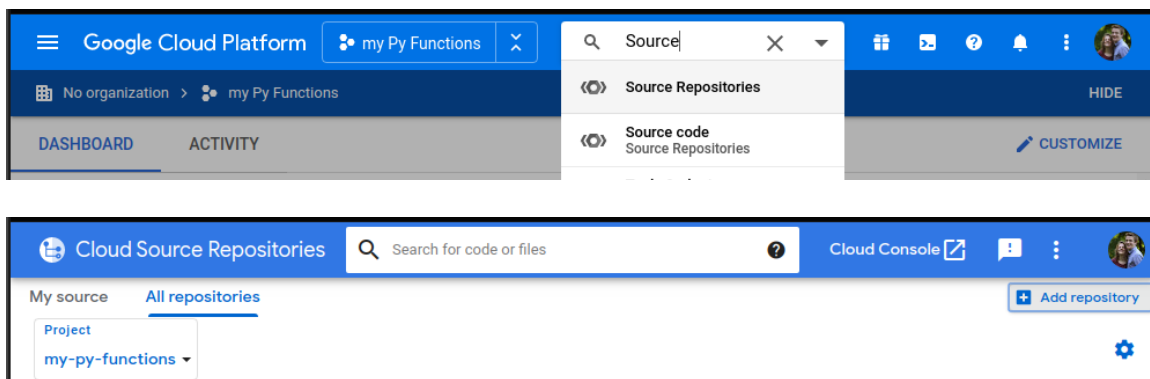 Google Cloud Platform my Py Functions Source
No organization > my Py Functions Source Repositories HIDE
DASHBOARD ACTIVITY Source code CUSTOMIZE
Source Repositories
Cloud Source Repositories Search for code or files Cloud Console
My source All repositories Add repository
Project
my-py-functions